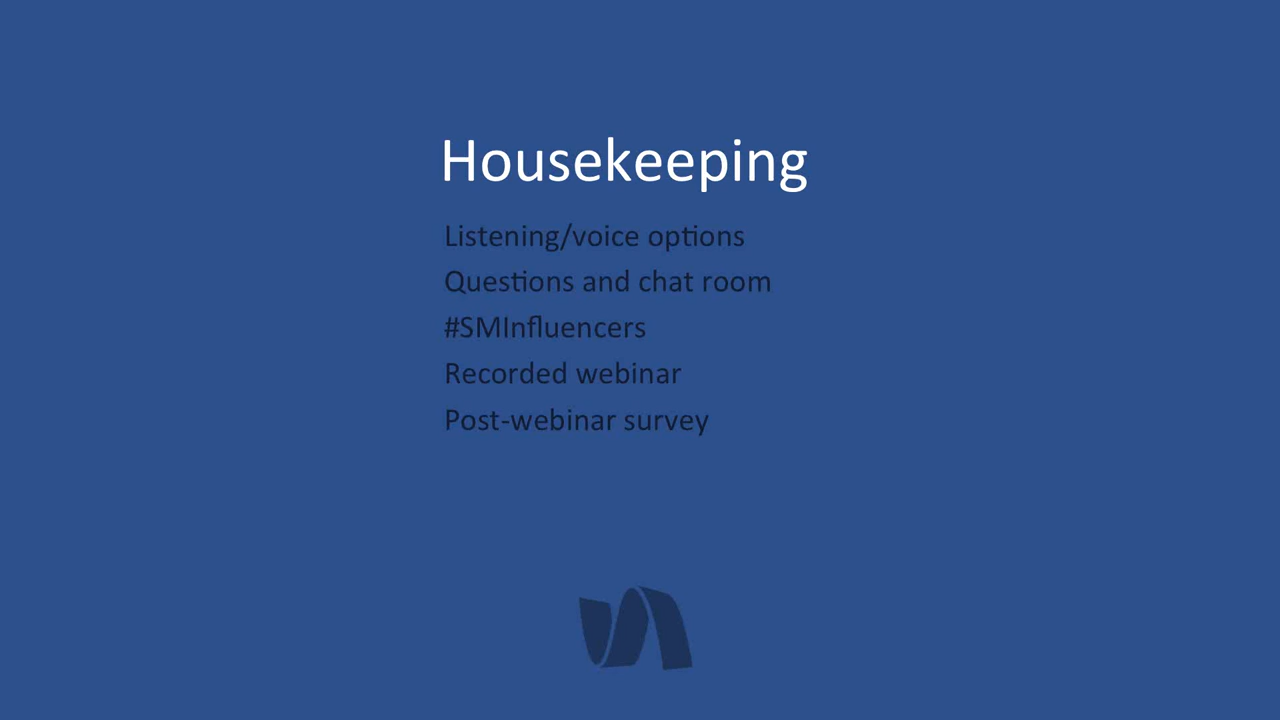 Housekeeping
Listening/voice options
Questions and chat room
#SMInfluencers
Recorded webinar
Post-webinar survey